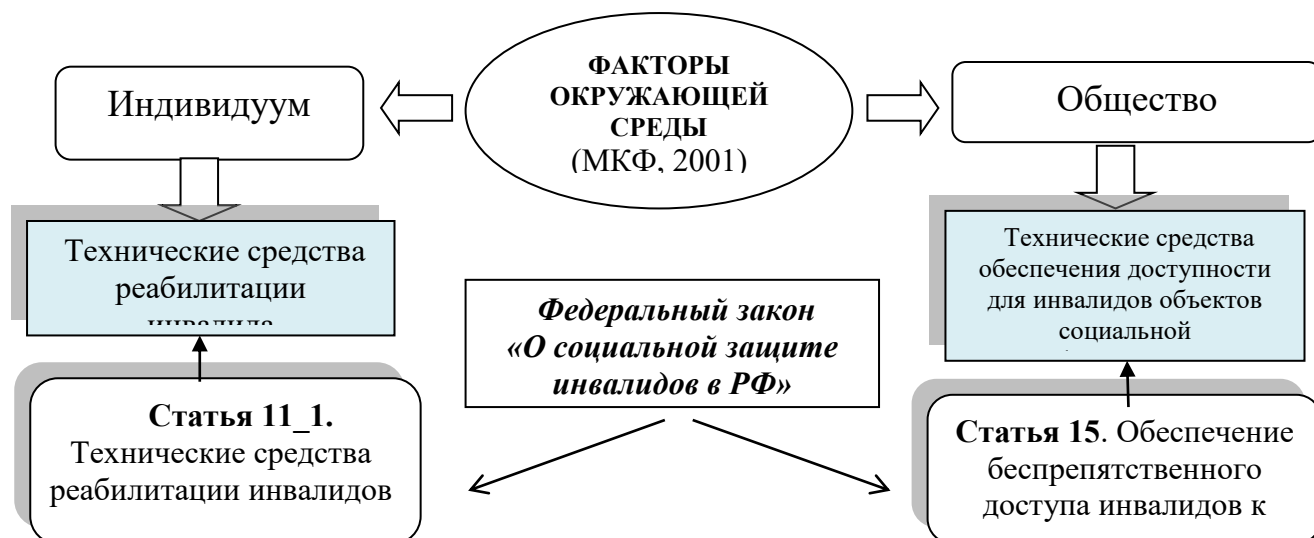 ФАКТОРЫ
ОКРУЖАЮЩЕЙ
СРЕДЫ
(МКФ, 2001)
Индивидуум
Общество
Технические средства
реабилитации
инвалида
Технические средства
обеспечения доступности
для инвалидов объектов
социальной
Федеральный закон
«О социальной защите
инвалидов в РФ»
Статья 11_1.
Технические средства
реабилитации инвалидов
Статья 15. Обеспечение
беспрепятственного
доступа инвалидов к